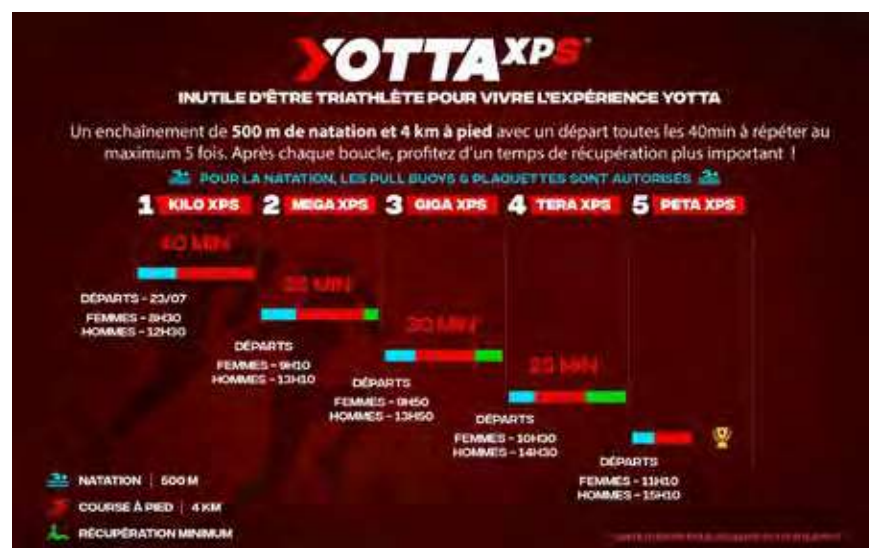 YOTTA XPS
INUTILE D'ÊTRE TRIATHLÈTE POUR VIVRE L'EXPÉRIENCE YOTTA
Un enchaînement de 500 m de natation et 4 km à pied avec un départ toutes les 40min à répéter au
maximum 5 fois. Après chaque boucle, profitez d'un temps de récupération plus important !
POUR LA NATATION, LES PULL BUOYS & PLAQUETTES SONT AUTORISÉS
1 KILO XPS 2 MEGA XPS 3 GIGA XPS 4 TERA XPS 5 PETA XPS
40 MIN
DÉPARTS - 23/07
FEMMES - 8H30
HOMMES - 12H30
MIN
DÉPARTS
FEMMES - 9H10
HOMMES - 13H10
30 MIN
DÉPARTS
FEMMES - 9H50
HOMMES - 13H50
25 MIN
DÉPARTS
FEMMES - 10H30
HOMMES - 14H30
DÉPARTS
FEMMES - 11H10
HOMMES - 15H10
NATATION | 500 M
COURSE À PIED | 4 KM
RÉCUPÉRATION MINIMUM